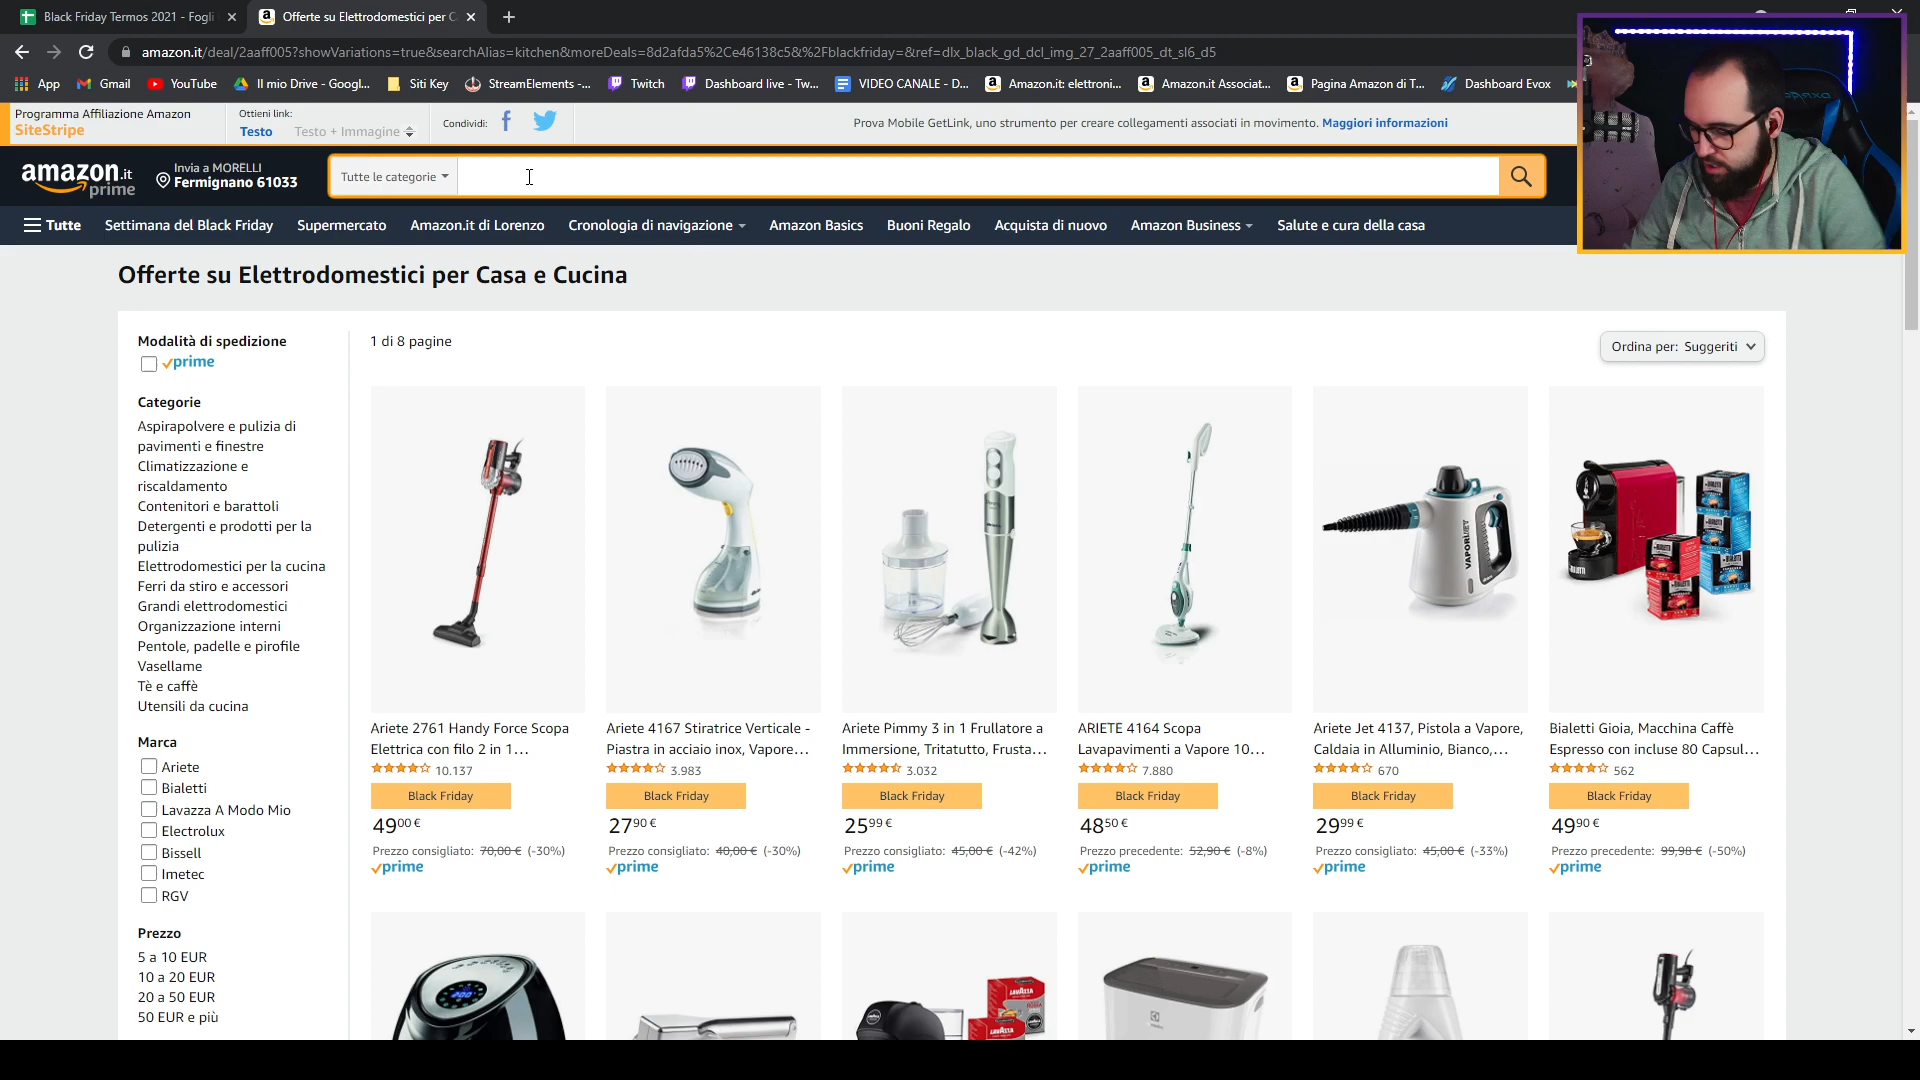 Black Friday Termos 2021 - Fogli
Offerte su Elettrodomestici per C
amazon.it/deal/2aaff005?showVariations=true&searchAlias=kitchen&moreDeals=8d2afda5%2Ce46138c5&%2Fblackfriday=&ref=dlx_black_gd_dcl_img_27_2aaff005_dt_sl6_d5
App
Gmail
YouTube
Il mio Drive - Googl...
Siti Key
StreamElements -...
Twitch
Dashboard live - Tw...
VIDEO CANALE - D...
Amazon.it: elettroni...
Amazon.it Associat...
Pagina Amazon di T...
Dashboard Evox
Programma Affiliazione Amazon
SiteStripe
Ottieni link:
Testo
Testo + Immagine
Condividi:
Prova Mobile GetLink, uno strumento per creare collegamenti associati in movimento. Maggiori informazioni
amazon.it
prime
Invia a MORELLI
Fermignano 61033
Tutte le categorie
Tutte
Settimana del Black Friday
Supermercato
Amazon.it di Lorenzo
Cronologia di navigazione
Amazon Basics
Buoni Regalo
Acquista di nuovo
Amazon Business
Salute e cura della casa
Offerte su Elettrodomestici per Casa e Cucina
Modalità di spedizione
prime
Categorie
Aspirapolvere e pulizia di
pavimenti e finestre
Climatizzazione e
riscaldamento
Contenitori e barattoli
Detergenti e prodotti per la
pulizia
Elettrodomestici per la cucina
Ferri da stiro e accessori
Grandi elettrodomestici
Organizzazione interni
Pentole, padelle e pirofile
Vasellame
Tè e caffè
Utensili da cucina
Marca
Ariete
Bialetti
Lavazza A Modo Mio
Electrolux
Bissell
Imetec
RGV
Prezzo
5 a 10 EUR
10 a 20 EUR
20 a 50 EUR
50 EUR e più
1 di 8 pagine
Ordina per: Suggeriti
Ariete 2761 Handy Force Scopa
Elettrica con filo 2 in 1...
10.137
Black Friday
4900 €
Prezzo consigliato: 70,00 € (-30%)
prime
Ariete 4167 Stiratrice Verticale -
Piastra in acciaio inox, Vapore...
3.983
Black Friday
2790 €
Prezzo consigliato: 40,00 € (-30%)
prime
Ariete Pimmy 3 in 1 Frullatore a
Immersione, Tritatutto, Frusta...
3.032
Black Friday
2599 €
Prezzo consigliato: 45,00 € (-42%)
prime
ARIETE 4164 Scopa
Lavapavimenti a Vapore 10...
7.880
Black Friday
4850 €
Prezzo precedente: 52,90 € (-8%)
prime
VAPORI JET
Ariete Jet 4137, Pistola a Vapore,
Caldaia in Alluminio, Bianco,...
670
Black Friday
2999 €
Prezzo consigliato: 45,00 € (-33%)
prime
Bialetti Gioia, Macchina Caffè
Espresso con incluse 80 Capsul...
562
Black Friday
4990 €
Prezzo precedente: 99,98 € (-50%)
prime
200
LAVAZZA
LAVAZZA